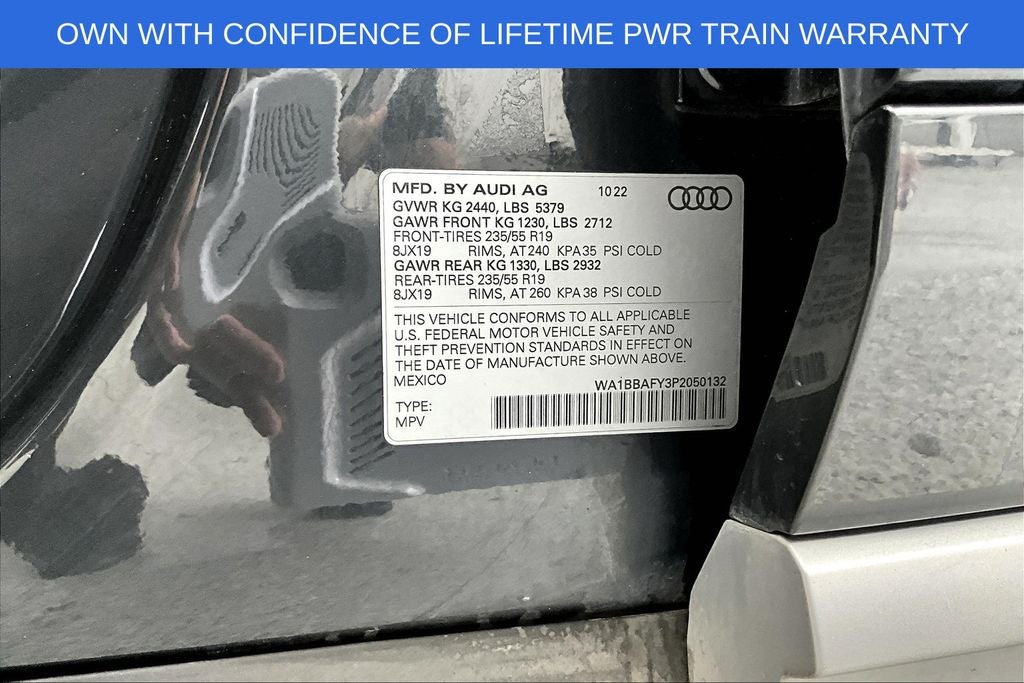 OWN WITH CONFIDENCE OF LIFETIME PWR TRAIN WARRANTY
MFD. BY AUDI AG 10 22
GVWR KG 2440, LBS 5379
GAWR FRONT KG 1230, LBS 2712
FRONT-TIRES 235/55 R19
8JX19 RIMS, AT 240 KPA 35 PSI COLD
GAWR REAR KG 1330, LBS 2932
REAR-TIRES 235/55 R19
8JX19 RIMS, AT 260 KPA 38 PSI COLD
THIS VEHICLE CONFORMS TO ALL APPLICABLE
U.S. FEDERAL MOTOR VEHICLE SAFETY AND
THEFT PREVENTION STANDARDS IN EFFECT ON
THE DATE OF MANUFACTURE SHOWN ABOVE.
MEXICO WA1BBAFY3P2050132
TYPE:
MPV